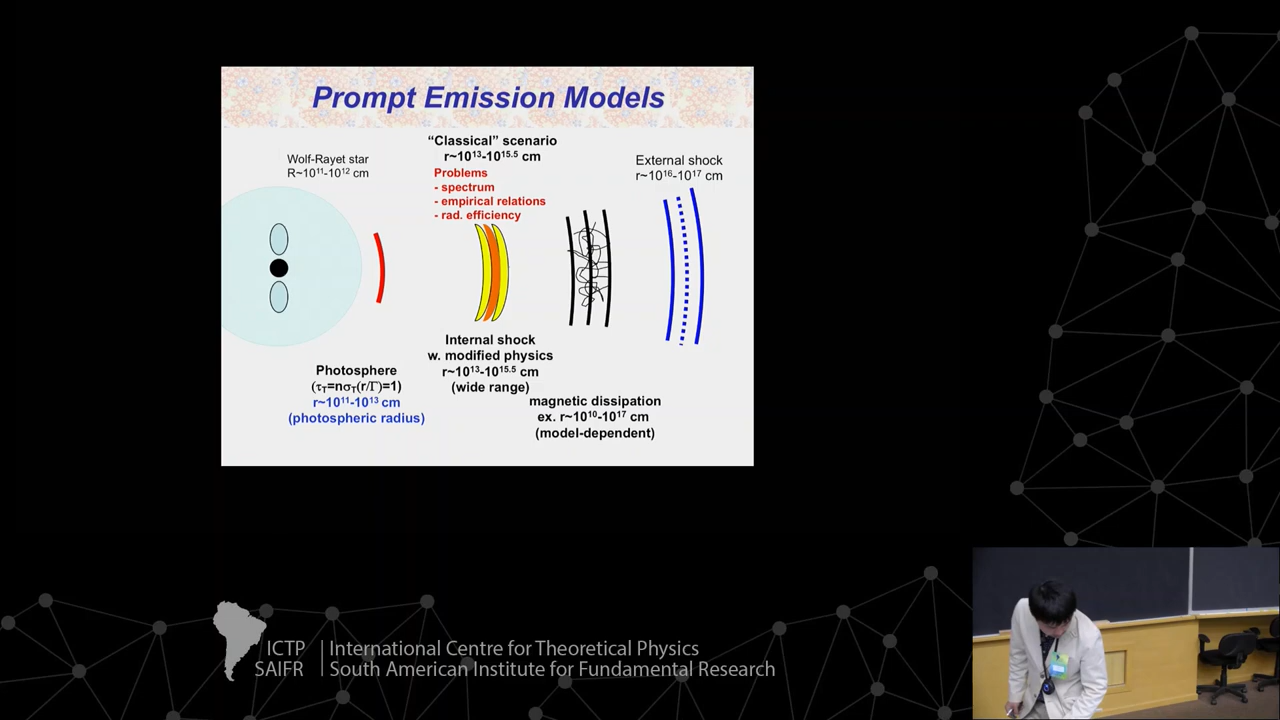 Prompt Emission Models
“Classical” scenario
r~10¹³-10¹⁵·⁵ cm
Problems
- spectrum
- empirical relations
- rad. efficiency
Wolf-Rayet star
R~10¹¹-10¹² cm
External shock
r~10¹⁶-10¹⁷ cm
Internal shock
w. modified physics
r~10¹³-10¹⁵·⁵ cm
(wide range)
Photosphere
(τT=nσT(r/Γ)=1)
r~10¹¹-10¹³ cm
(photospheric radius)
magnetic dissipation
ex. r~10¹⁰-10¹⁷ cm
(model-dependent)
ICTP
SAIFR
International Centre for Theoretical Physics
South American Institute for Fundamental Research